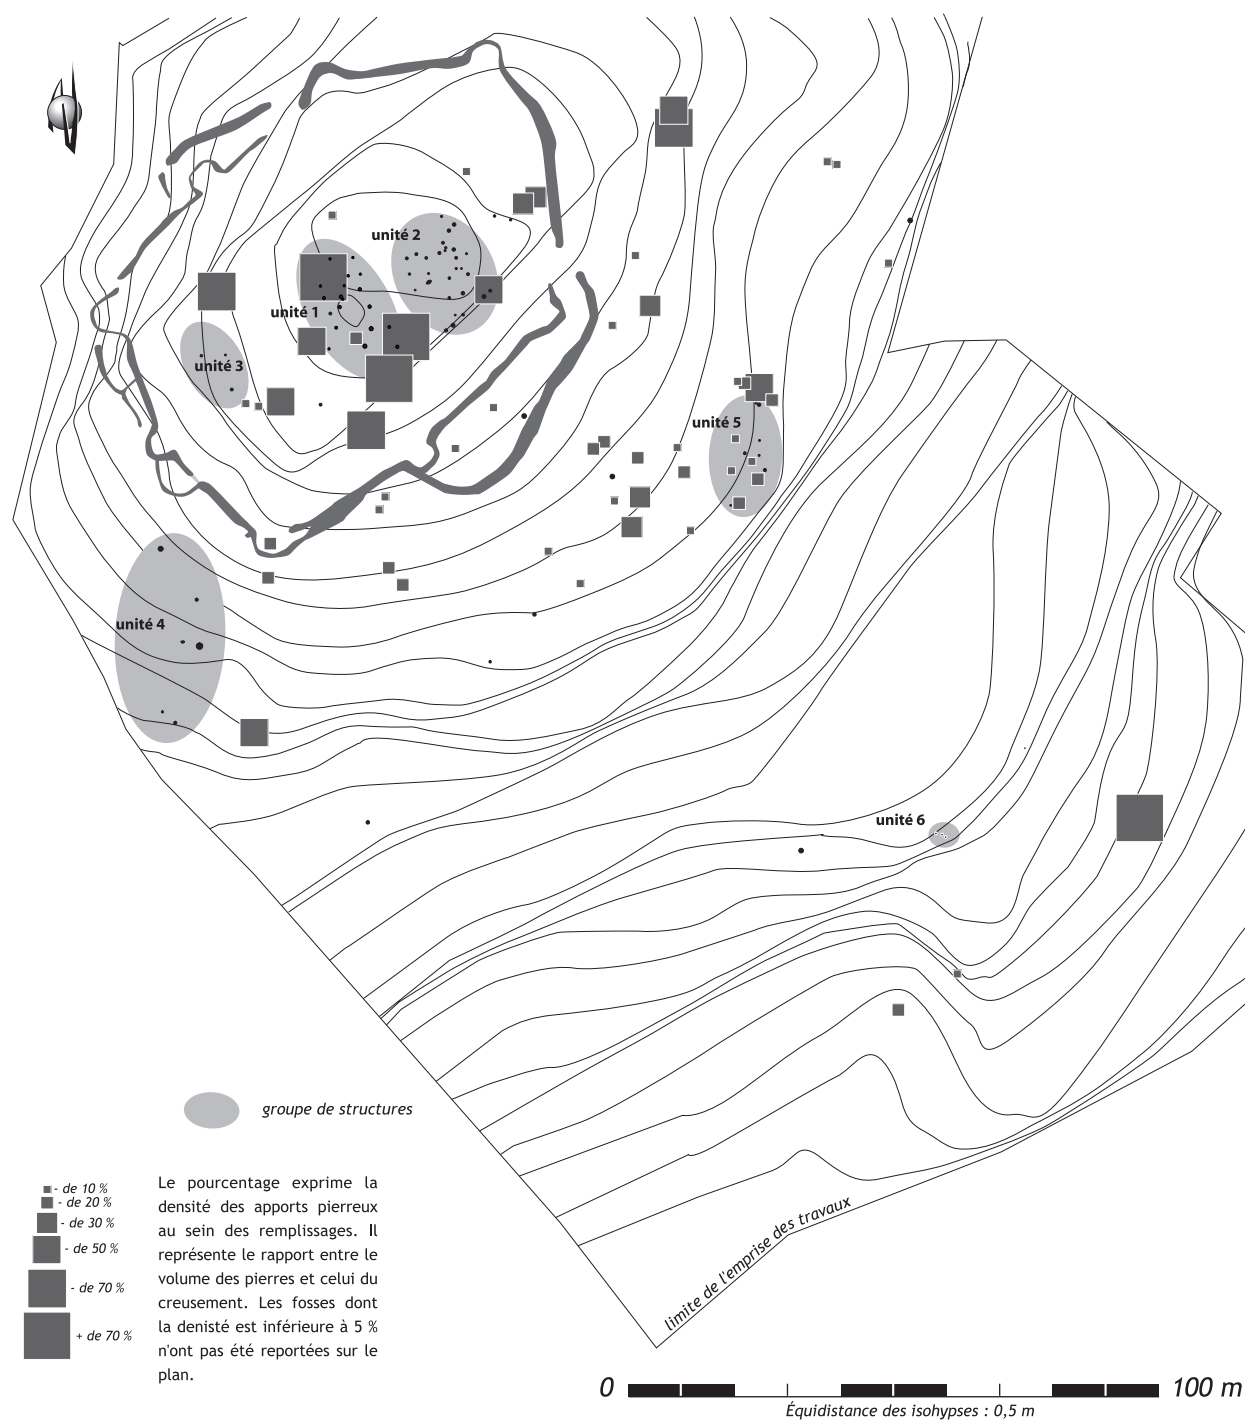 unité 2
unité 1
unité 3
unité 5
unité 4
unité 6
groupe de structures
- de 10 %
- de 20 %
- de 30 %
- de 50 %
- de 70 %
+ de 70 %
Le pourcentage exprime la
densité des apports pierreux
au sein des remplissages. Il
représente le rapport entre le
volume des pierres et celui du
creusement. Les fosses dont
la denisté est inférieure à 5 %
n'ont pas été reportées sur le
plan.
limite de l'emprise des travaux
0
100 m
Équidistance des isohypses : 0,5 m